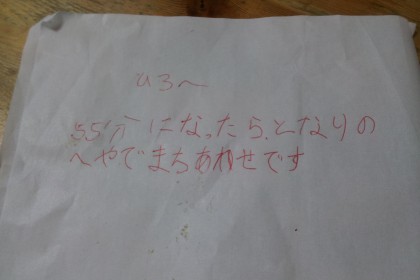 ひろ〜
55分になったら、となりの
へやでまちあわせです